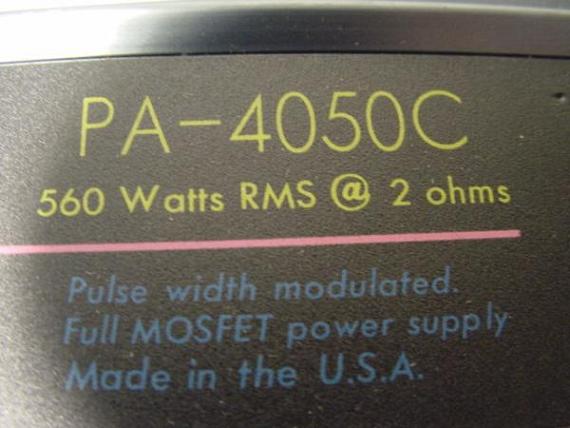 PA-4050C
560 Watts RMS @ 2 ohms
Pulse width modulated.
Full MOSFET power supply
Made in the U.S.A.